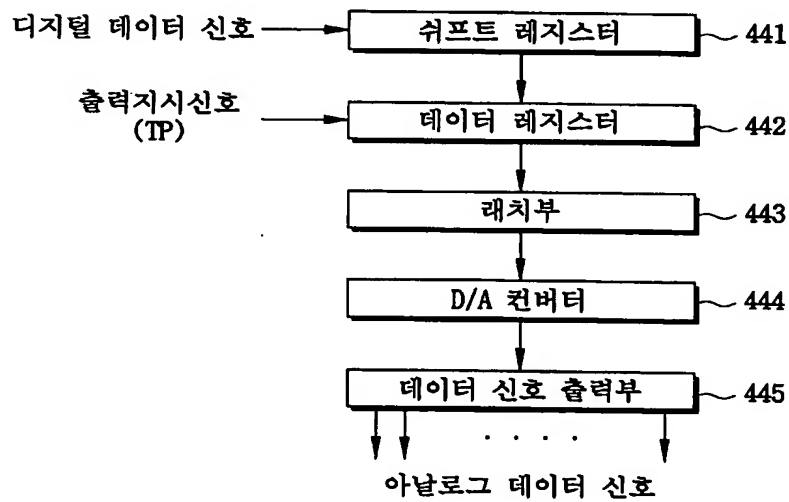 디지털 데이터 신호
쉬프트 레지스터
441
출력지시신호
(TP)
데이터 레지스터
442
래치부
443
D/A 컨버터
444
데이터 신호 출력부
445
아날로그 데이터 신호